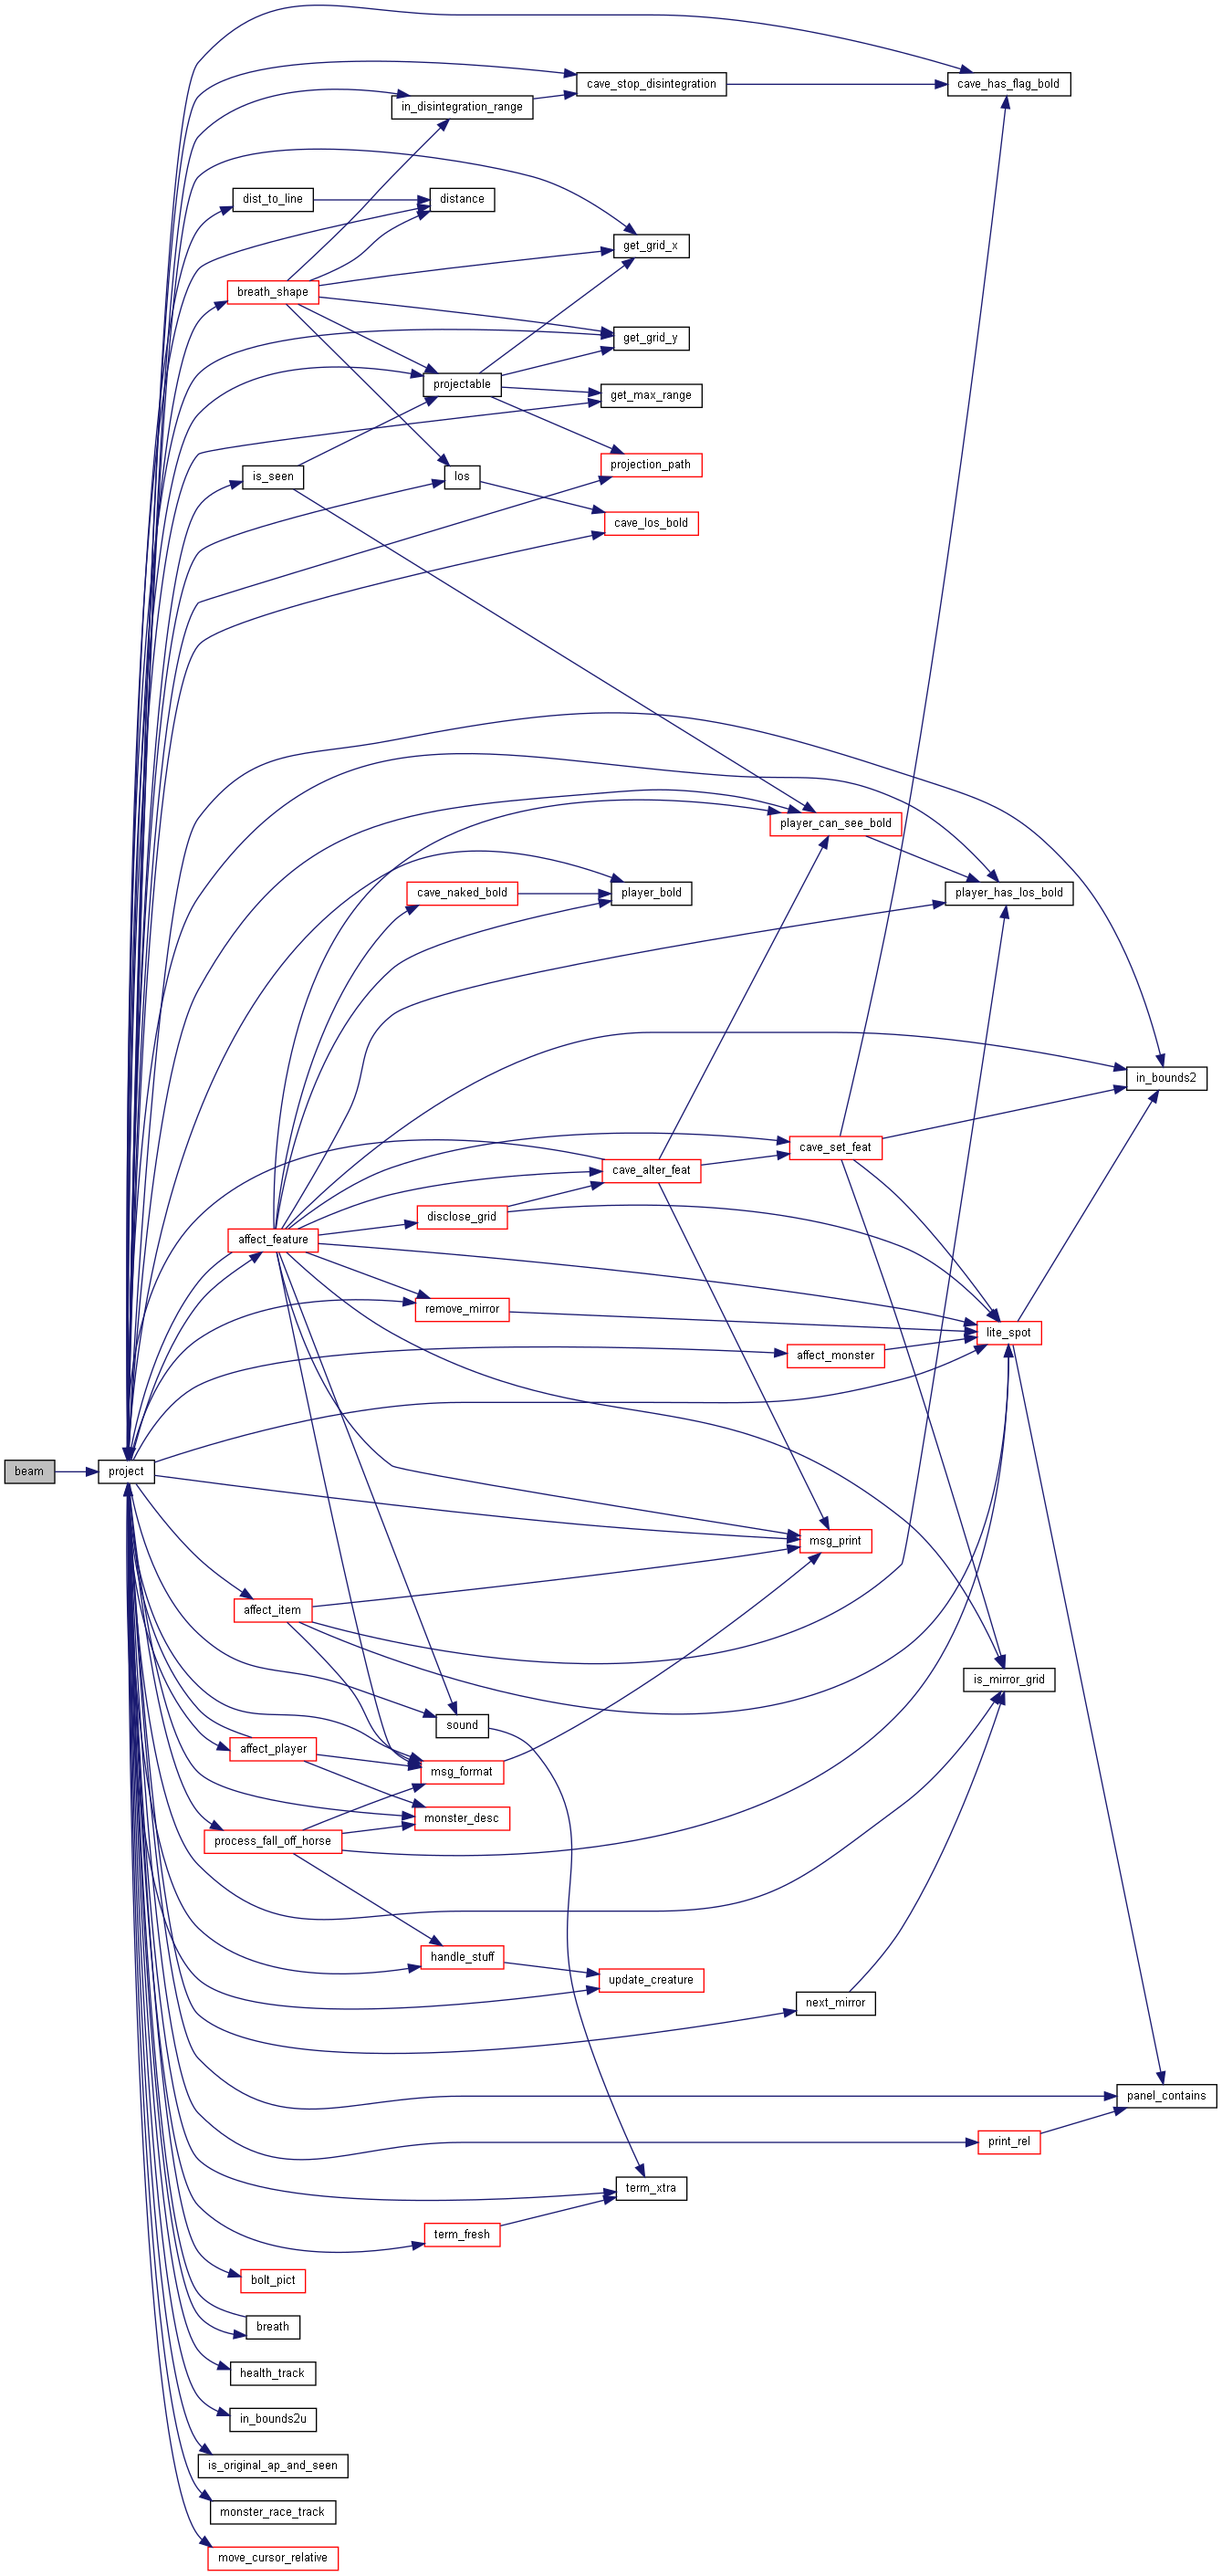 cave_stop_disintegration
cave_has_flag_bold
in_disintegration_range
dist_to_line
distance
get_grid_x
breath_shape
get_grid_y
projectable
get_max_range
projection_path
is_seen
los
cave_los_bold
player_can_see_bold
cave_naked_bold
player_bold
player_has_los_bold
in_bounds2
cave_set_feat
cave_alter_feat
disclose_grid
affect_feature
remove_mirror
lite_spot
affect_monster
beam
project
msg_print
affect_item
is_mirror_grid
sound
affect_player
msg_format
monster_desc
process_fall_off_horse
handle_stuff
update_creature
next_mirror
panel_contains
print_rel
term_xtra
term_fresh
bolt_pict
breath
health_track
in_bounds2u
is_original_ap_and_seen
monster_race_track
move_cursor_relative